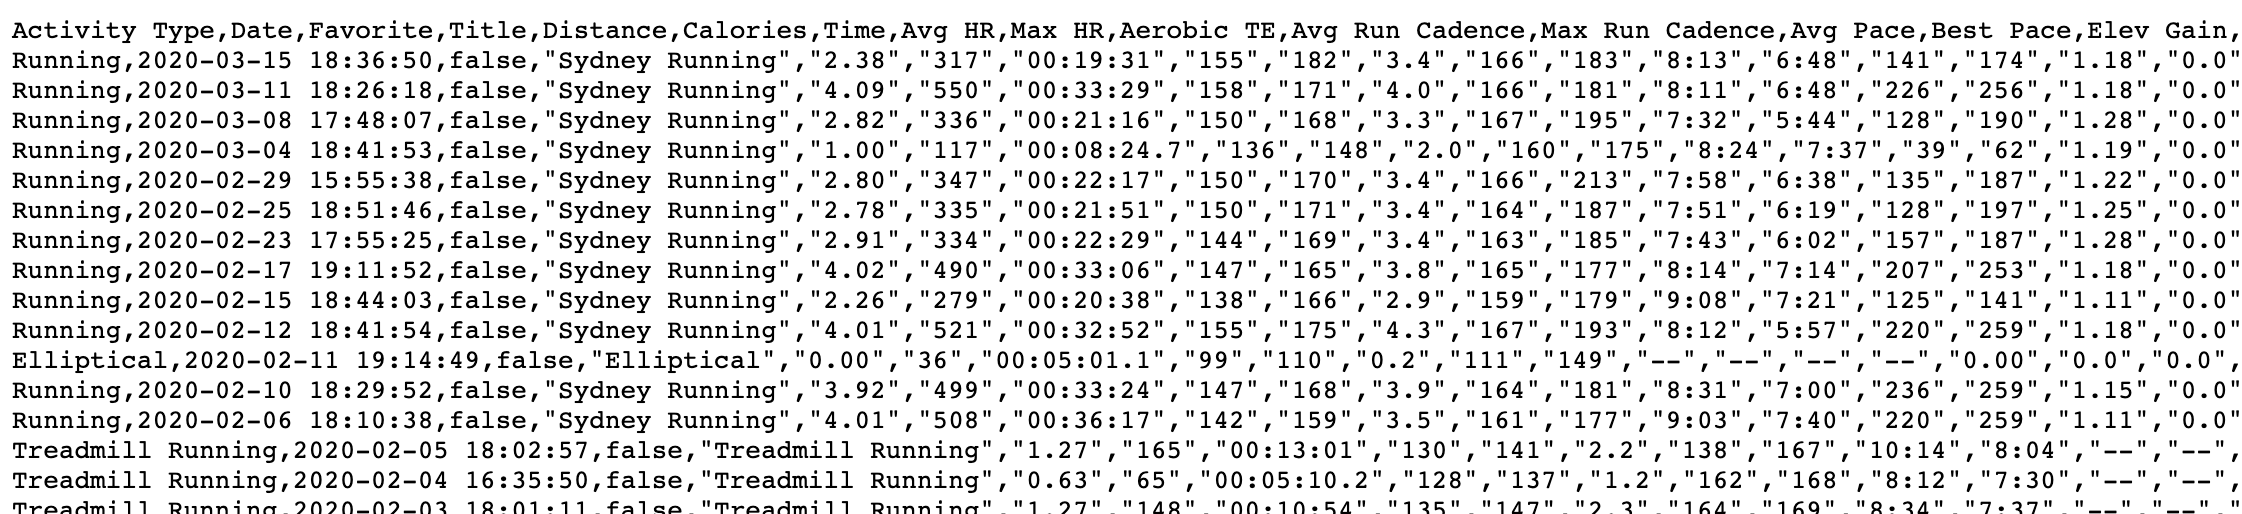 Activity Type,Date,Favorite,Title,Distance,Calories,Time,Avg HR,Max HR,Aerobic TE,Avg Run Cadence,Max Run Cadence,Avg Pace,Best Pace,Elev Gain,
Running,2020-03-15 18:36:50,false,"Sydney Running","2.38","317","00:19:31","155","182","3.4","166","183","8:13","6:48","141","174","1.18","0.0"
Running,2020-03-11 18:26:18,false,"Sydney Running","4.09","550","00:33:29","158","171","4.0","166","181","8:11","6:48","226","256","1.18","0.0"
Running,2020-03-08 17:48:07,false,"Sydney Running","2.82","336","00:21:16","150","168","3.3","167","195","7:32","5:44","128","190","1.28","0.0"
Running,2020-03-04 18:41:53,false,"Sydney Running","1.00","117","00:08:24.7","136","148","2.0","160","175","8:24","7:37","39","62","1.19","0.0"
Running,2020-02-29 15:55:38,false,"Sydney Running","2.80","347","00:22:17","150","170","3.4","166","213","7:58","6:38","135","187","1.22","0.0"
Running,2020-02-25 18:51:46,false,"Sydney Running","2.78","335","00:21:51","150","171","3.4","164","187","7:51","6:19","128","197","1.25","0.0"
Running,2020-02-23 17:55:25,false,"Sydney Running","2.91","334","00:22:29","144","169","3.4","163","185","7:43","6:02","157","187","1.28","0.0"
Running,2020-02-17 19:11:52,false,"Sydney Running","4.02","490","00:33:06","147","165","3.8","165","177","8:14","7:14","207","253","1.18","0.0"
Running,2020-02-15 18:44:03,false,"Sydney Running","2.26","279","00:20:38","138","166","2.9","159","179","9:08","7:21","125","141","1.11","0.0"
Running,2020-02-12 18:41:54,false,"Sydney Running","4.01","521","00:32:52","155","175","4.3","167","193","8:12","5:57","220","259","1.18","0.0"
Elliptical,2020-02-11 19:14:49,false,"Elliptical","0.00","36","00:05:01.1","99","110","0.2","111","149","--","--","--","--","0.00","0.0","0.0",
Running,2020-02-10 18:29:52,false,"Sydney Running","3.92","499","00:33:24","147","168","3.9","164","181","8:31","7:00","236","259","1.15","0.0"
Running,2020-02-06 18:10:38,false,"Sydney Running","4.01","508","00:36:17","142","159","3.5","161","177","9:03","7:40","220","259","1.11","0.0"
Treadmill Running,2020-02-05 18:02:57,false,"Treadmill Running","1.27","165","00:13:01","130","141","2.2","138","167","10:14","8:04","--","--",
Treadmill Running,2020-02-04 16:35:50,false,"Treadmill Running","0.63","65","00:05:10.2","128","137","1.2","162","168","8:12","7:30","--","--",
Treadmill Running,2020-02-03 18:01:11,false,"Treadmill Running","1.27","148","00:10:54","135","147","2.3","164","169","8:34","7:37","--","--","